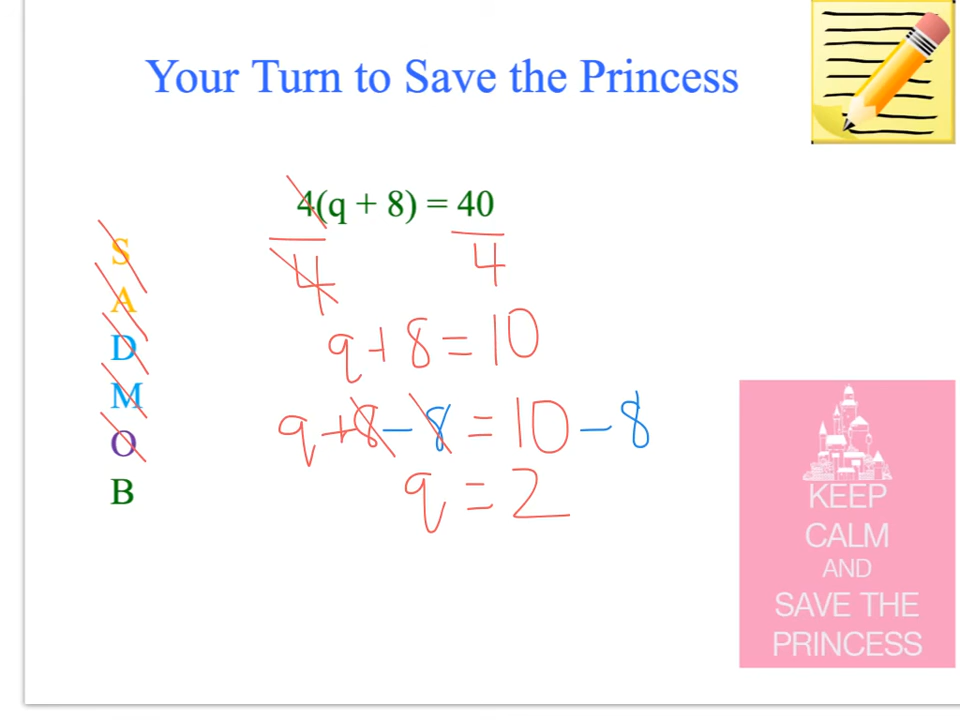 Your Turn to Save the Princess
4(q + 8) = 40
4 4
q + 8 = 10
q + 8 - 8 = 10 - 8
q = 2
S
A
D
M
O
B
KEEP
CALM
AND
SAVE THE
PRINCESS